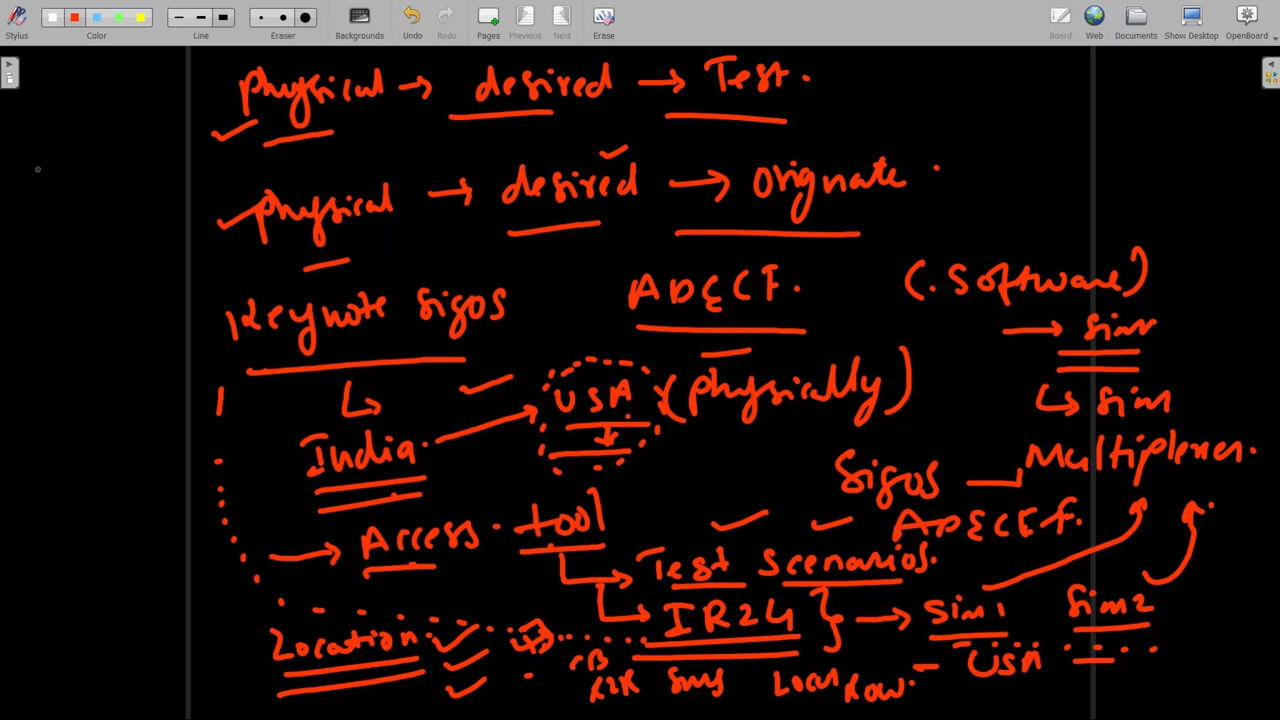 Stylus Color Line Eraser Backgrounds Undo Redo Pages Previous Next Erase Board Web Documents Show Desktop OpenBoard
physical → desired → Test.
physical → desired → orignate
Keynote Sigos
(. Software)
→ Sim
USA (physically)
↳ Sim
India
Sigos Multiplexer.
→ Access tool
Test Scenarios.
IR24 } → Sim1 Sim2
Location
SMS Local
USA